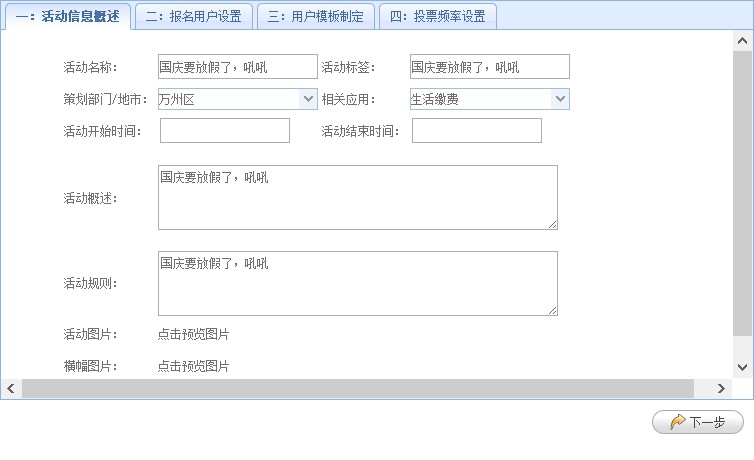 一：活动信息概述 二：报名用户设置 三：用户模板制定 四：投票频率设置
活动名称： 国庆要放假了，吼吼 活动标签： 国庆要放假了，吼吼
策划部门/地市： 万州区 相关应用： 生活缴费
活动开始时间： 活动结束时间：
活动概述： 国庆要放假了，吼吼
活动规则： 国庆要放假了，吼吼
活动图片： 点击预览图片
横幅图片： 点击预览图片
下一步